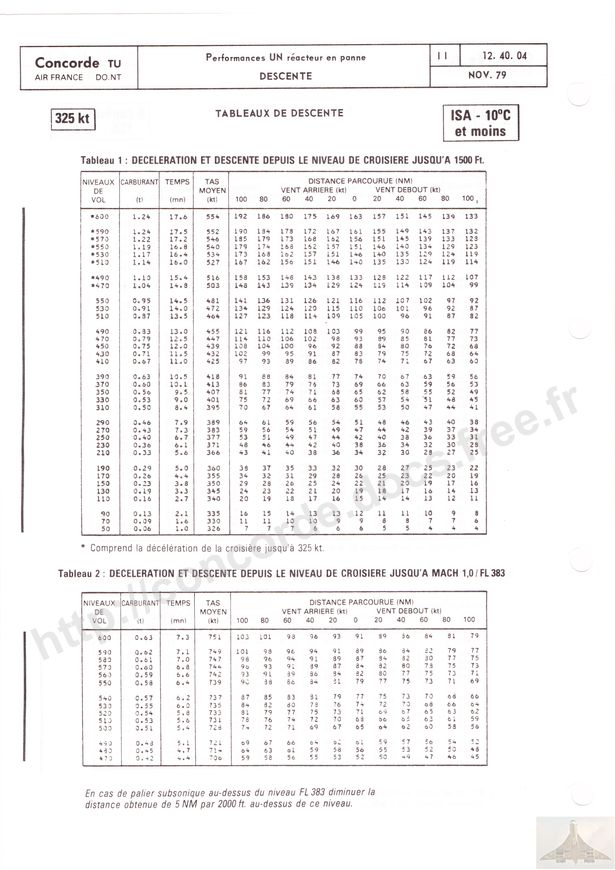 Concorde TU
AIR FRANCE DO.NT
Performances UN réacteur en panne
DESCENTE
11
12. 40. 04
NOV. 79
325 kt
TABLEAUX DE DESCENTE
ISA - 10°C
et moins
Tableau 1 : DECELERATION ET DESCENTE DEPUIS LE NIVEAU DE CROISIERE JUSQU'A 1500 Ft.
NIVEAUX DE VOL CARBURANT (t) TEMPS (mn) TAS MOYEN (kt) DISTANCE PARCOURUE (NM)
VENT ARRIERE (kt) VENT DEBOUT (kt)
100 80 60 40 20 0 20 40 60 80 100
*600 1.24 17.6 554 192 186 180 175 169 163 157 151 145 139 133
*590 1.24 17.5 552 190 184 178 172 167 161 155 149 143 137 132
*570 1.22 17.2 546 185 179 173 168 162 156 151 145 139 133 128
*550 1.19 16.8 540 179 174 168 162 157 151 146 140 134 129 123
*530 1.17 16.4 534 173 168 162 157 151 146 140 135 129 124 119
*510 1.14 16.0 527 167 162 156 151 146 140 135 130 124 119 114
*490 1.10 15.4 516 158 153 148 143 138 133 128 122 117 112 107
*470 1.04 14.8 503 148 143 139 134 129 124 119 114 109 104 99
550 0.95 14.5 481 141 136 131 126 121 116 112 107 102 97 92
530 0.91 14.0 472 134 129 124 120 115 110 106 101 96 92 87
510 0.87 13.5 464 127 123 118 114 109 105 100 96 91 87 82
490 0.83 13.0 455 121 116 112 108 103 99 95 90 86 82 77
470 0.79 12.5 447 114 110 106 102 98 93 89 85 81 77 73
450 0.75 12.0 439 108 104 100 96 92 88 84 80 76 72 68
430 0.71 11.5 432 102 99 95 91 87 83 79 75 72 68 64
410 0.67 11.0 425 97 93 89 86 82 78 74 71 67 63 60
390 0.63 10.5 418 91 88 84 81 77 74 70 67 63 59 56
370 0.60 10.1 413 86 83 79 76 73 69 66 63 59 56 53
350 0.56 9.5 407 81 77 74 71 68 65 62 58 55 52 49
330 0.53 9.0 401 75 72 69 66 63 60 57 54 51 48 45
310 0.50 8.4 395 70 67 64 61 58 55 53 50 47 44 41
290 0.46 7.9 389 64 61 59 56 54 51 48 46 43 40 38
270 0.43 7.3 383 59 56 54 51 49 47 44 42 39 37 34
250 0.40 6.7 377 53 51 49 47 44 42 40 38 36 33 31
230 0.36 6.1 371 48 46 44 42 40 38 36 34 32 30 28
210 0.33 5.6 366 43 41 40 38 36 34 32 30 28 27 25
190 0.29 5.0 360 38 37 35 33 32 30 28 27 25 23 22
170 0.26 4.4 355 34 32 31 29 28 26 25 23 22 20 19
150 0.23 3.8 350 29 28 26 25 24 22 21 20 19 17 16
130 0.19 3.3 345 24 23 22 21 20 19 18 17 16 14 13
110 0.16 2.7 340 20 19 18 17 16 15 14 14 13 12 11
90 0.13 2.1 335 16 15 14 13 13 12 11 11 10 9 8
70 0.09 1.6 330 11 11 10 10 9 9 8 8 7 7 6
50 0.06 1.0 326 7 7 7 6 6 5 5 5 4 4 4
* Comprend la décélération de la croisière jusqu'à 325 kt.
Tableau 2 : DECELERATION ET DESCENTE DEPUIS LE NIVEAU DE CROISIERE JUSQU'A MACH 1,0/FL 383
NIVEAUX DE VOL CARBURANT (t) TEMPS (mn) TAS MOYEN (kt) DISTANCE PARCOURUE (NM)
VENT ARRIERE (kt) VENT DEBOUT (kt)
100 80 60 40 20 0 20 40 60 80 100
600 0.63 7.3 751 103 101 98 96 93 91 89 86 84 81 79
590 0.62 7.1 749 101 98 96 94 91 89 86 84 82 79 77
580 0.61 7.0 747 98 96 94 91 89 87 84 82 80 77 75
570 0.60 6.8 744 96 93 91 89 87 84 82 80 78 75 73
560 0.59 6.6 742 93 91 89 86 84 82 80 77 75 73 71
550 0.58 6.4 739 90 88 86 84 81 79 77 75 73 71 69
540 0.57 6.2 737 87 85 83 81 79 77 75 73 70 68 66
530 0.55 6.0 735 84 82 80 78 76 74 72 70 68 66 64
520 0.54 5.8 733 81 79 77 75 73 71 69 67 65 63 62
510 0.53 5.6 731 78 76 74 72 70 68 66 65 63 61 59
500 0.51 5.4 728 74 72 71 69 67 65 64 62 60 58 56
490 0.48 5.1 721 69 67 66 64 62 61 59 57 56 54 52
480 0.45 4.7 714 64 63 61 59 58 56 55 53 52 50 48
470 0.42 4.4 706 59 58 56 55 53 52 50 49 47 46 45
En cas de palier subsonique au-dessus du niveau FL 383 diminuer la
distance obtenue de 5 NM par 2000 ft. au-dessus de ce niveau.
http://concorde.docs.free.fr